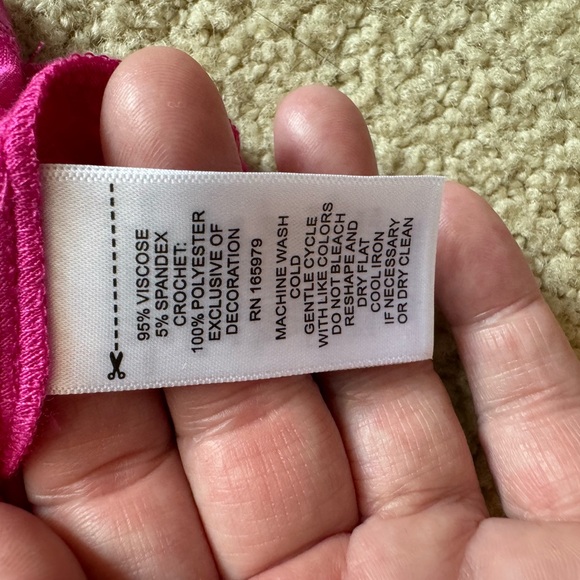 95% VISCOSE
5% SPANDEX
CROCHET:
100% POLYESTER
EXCLUSIVE OF
DECORATION
RN 165979
MACHINE WASH
COLD
GENTLE CYCLE
WITH LIKE COLORS
DO NOT BLEACH
RESHAPE AND
DRY FLAT
COOL IRON
IF NECESSARY
OR DRY CLEAN